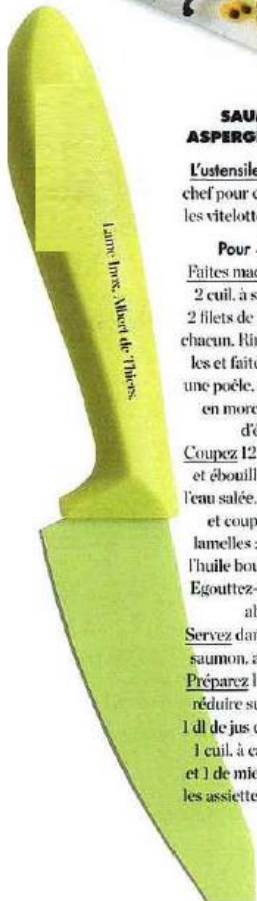 SAU
ASPERG
L'ustensile
chef pour c
les vitelott
Pour
Faites mac
2 cuil. à s
2 filets de
chacun. Rin
les et faite
une poêle.
en morc
d'é
Coupez 12
et ébouill
l'eau salée.
et coup
lamelles :
l'huile bou
Egouttez-
al
Servez dan
saumon, a
Préparez l
réduire su
1 dl de jus d
1 cuil. à ca
et 1 de mie
les assiette
Lame Inox, Albert de Thiers.